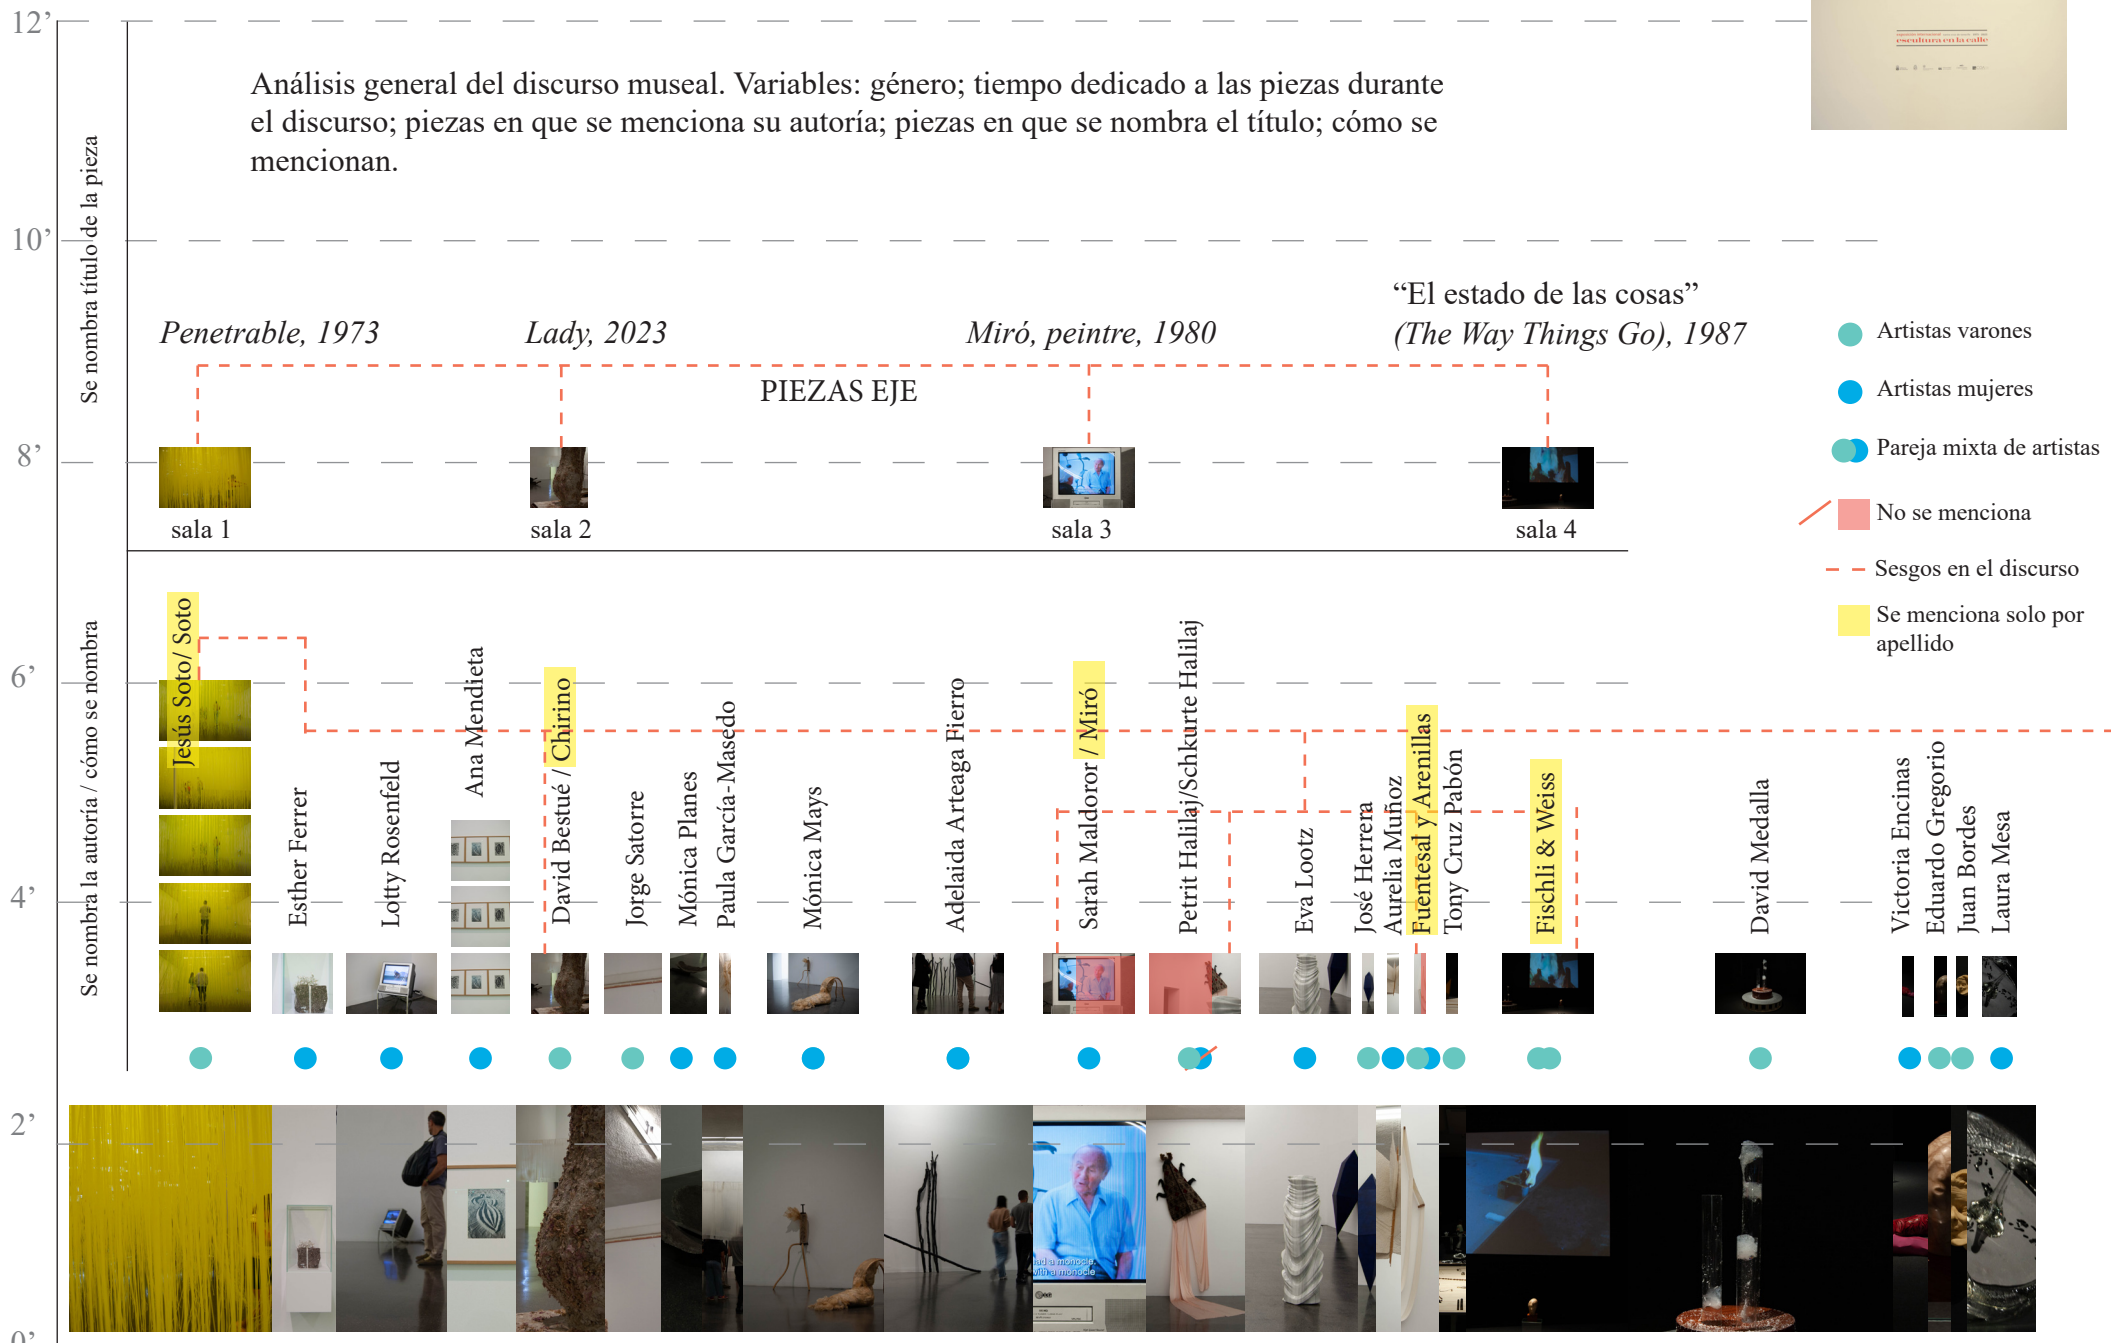 12’
10’
8’
6’
4’
2’
0’
Se nombra título de la pieza
Se nombra la autoría / cómo se nombra
Análisis general del discurso museal. Variables: género; tiempo dedicado a las piezas durante
el discurso; piezas en que se menciona su autoría; piezas en que se nombra el título; cómo se
mencionan.
escultura en la calle
Penetrable, 1973
Lady, 2023
Miró, peintre, 1980
“El estado de las cosas”
(The Way Things Go), 1987
PIEZAS EJE
sala 1
sala 2
sala 3
sala 4
Artistas varones
Artistas mujeres
Pareja mixta de artistas
No se menciona
Sesgos en el discurso
Se menciona solo por
apellido
Jesús Soto/ Soto
Esther Ferrer
Lotty Rosenfeld
Ana Mendieta
David Bestué / Chirino
Jorge Satorre
Mónica Planes
Paula García-Masedo
Mónica Mays
Adelaida Arteaga Fierro
Sarah Maldoror / Miró
Petrit Halilaj/Schkurte Halilaj
Eva Lootz
José Herrera
Aurelia Muñoz
Fuentesal y Arenillas
Tony Cruz Pabón
Fischli & Weiss
David Medalla
Victoria Encinas
Eduardo Gregorio
Juan Bordes
Laura Mesa
had a monocle.
with a monocle